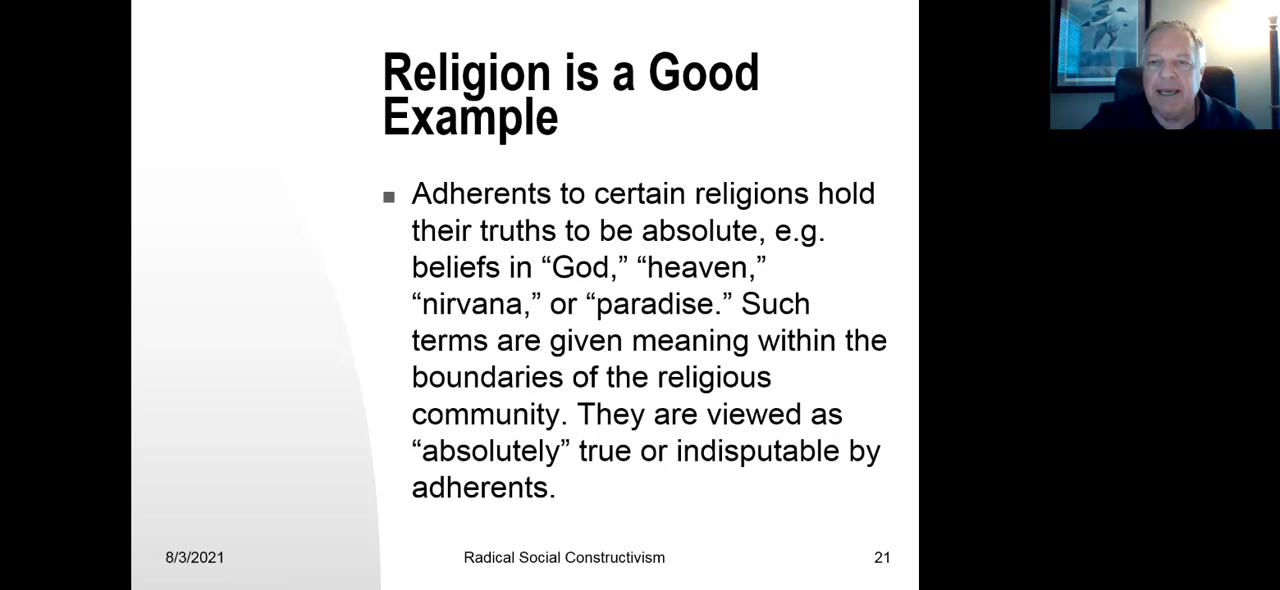 Religion is a Good
Example
Adherents to certain religions hold
their truths to be absolute, e.g.
beliefs in “God,” “heaven,”
“nirvana,” or “paradise.” Such
terms are given meaning within the
boundaries of the religious
community. They are viewed as
“absolutely” true or indisputable by
adherents.
8/3/2021
Radical Social Constructivism
21